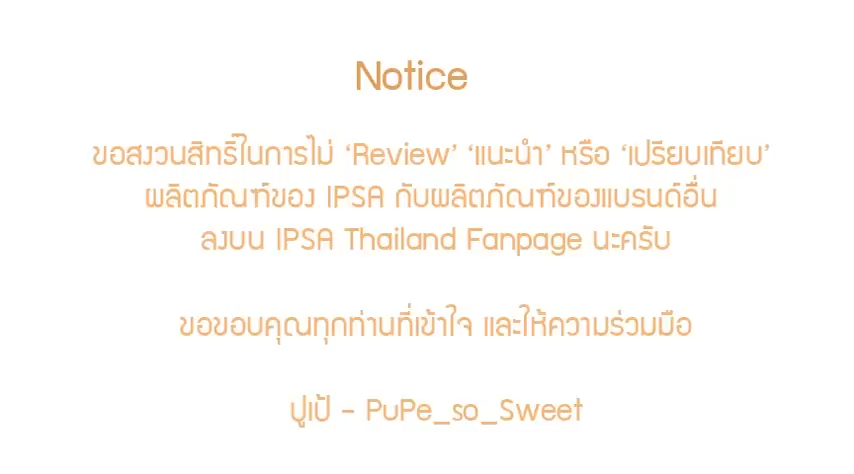 Notice
ขอสงวนสิทธิ์ในการไม่ ‘Review’ ‘แนะนำ’ หรือ ‘เปรียบเทียบ’
ผลิตภัณฑ์ของ IPSA กับผลิตภัณฑ์ของแบรนด์อื่น
ลงบน IPSA Thailand Fanpage นะครับ
ขอขอบคุณทุกท่านที่เข้าใจ และให้ความร่วมมือ
ปูเป้ - PuPe_so_Sweet